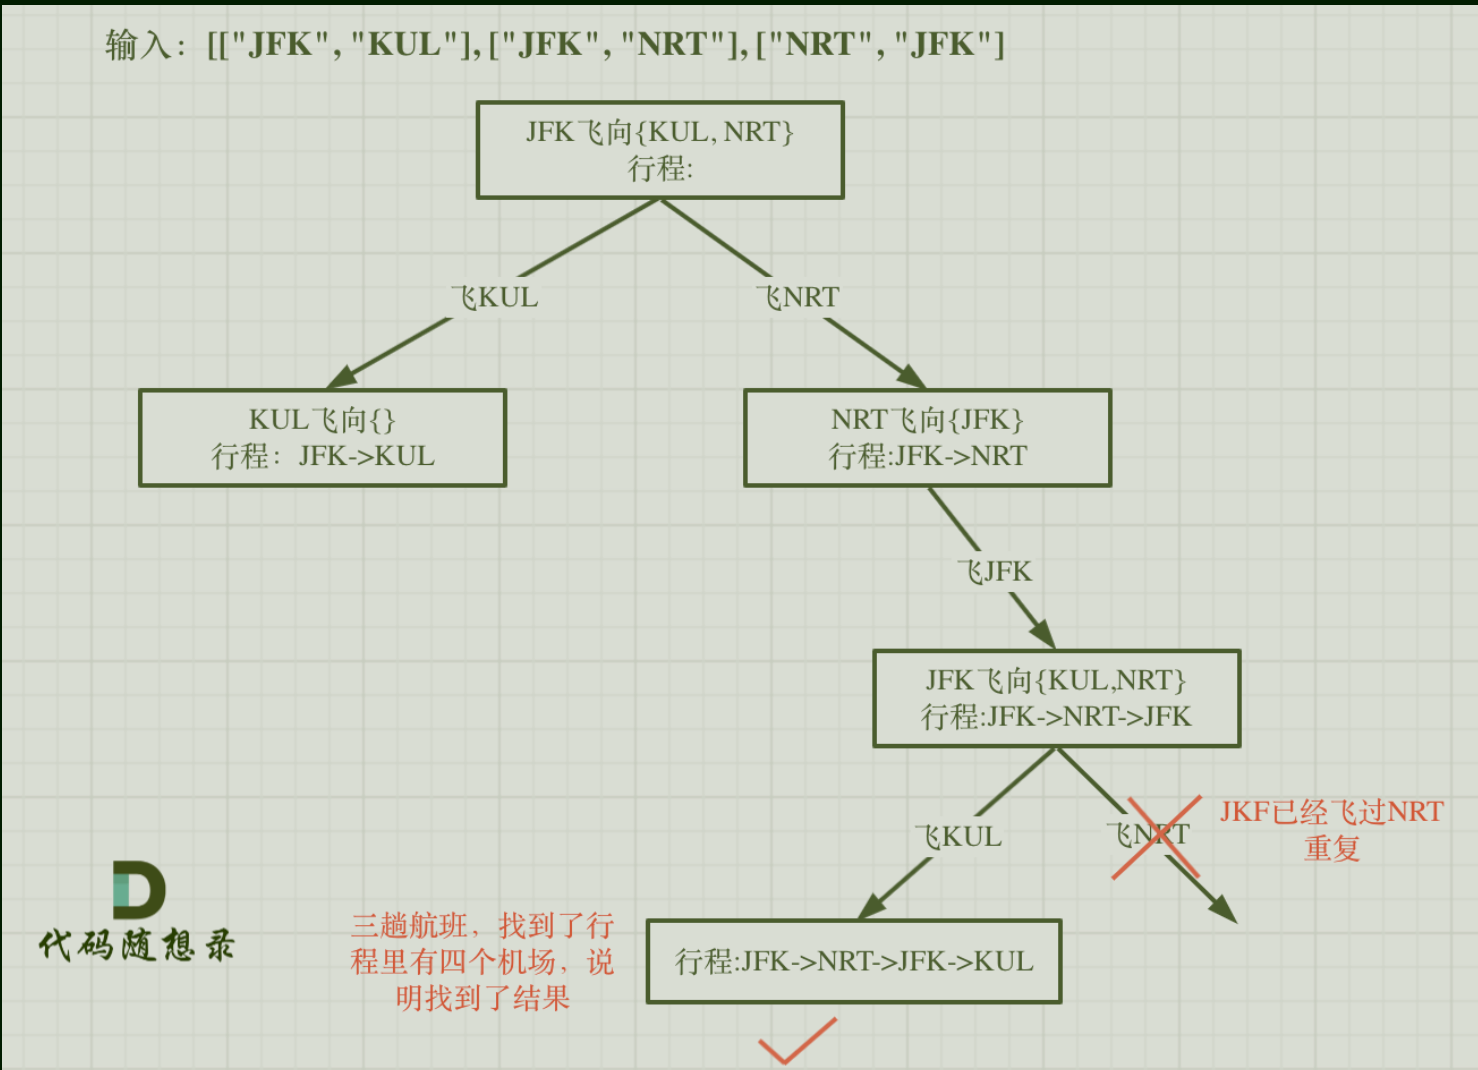 输入：[["JFK", "KUL"], ["JFK", "NRT"], ["NRT", "JFK"]
JFK飞向{KUL, NRT}
行程:
飞KUL
飞NRT
KUL飞向{}
行程：JFK->KUL
NRT飞向{JFK}
行程:JFK->NRT
飞JFK
JFK飞向{KUL,NRT}
行程:JFK->NRT->JFK
飞KUL
飞NRT
JKF已经飞过NRT
重复
三趟航班，找到了行
程里有四个机场，说
明找到了结果
行程:JFK->NRT->JFK->KUL
代码随想录